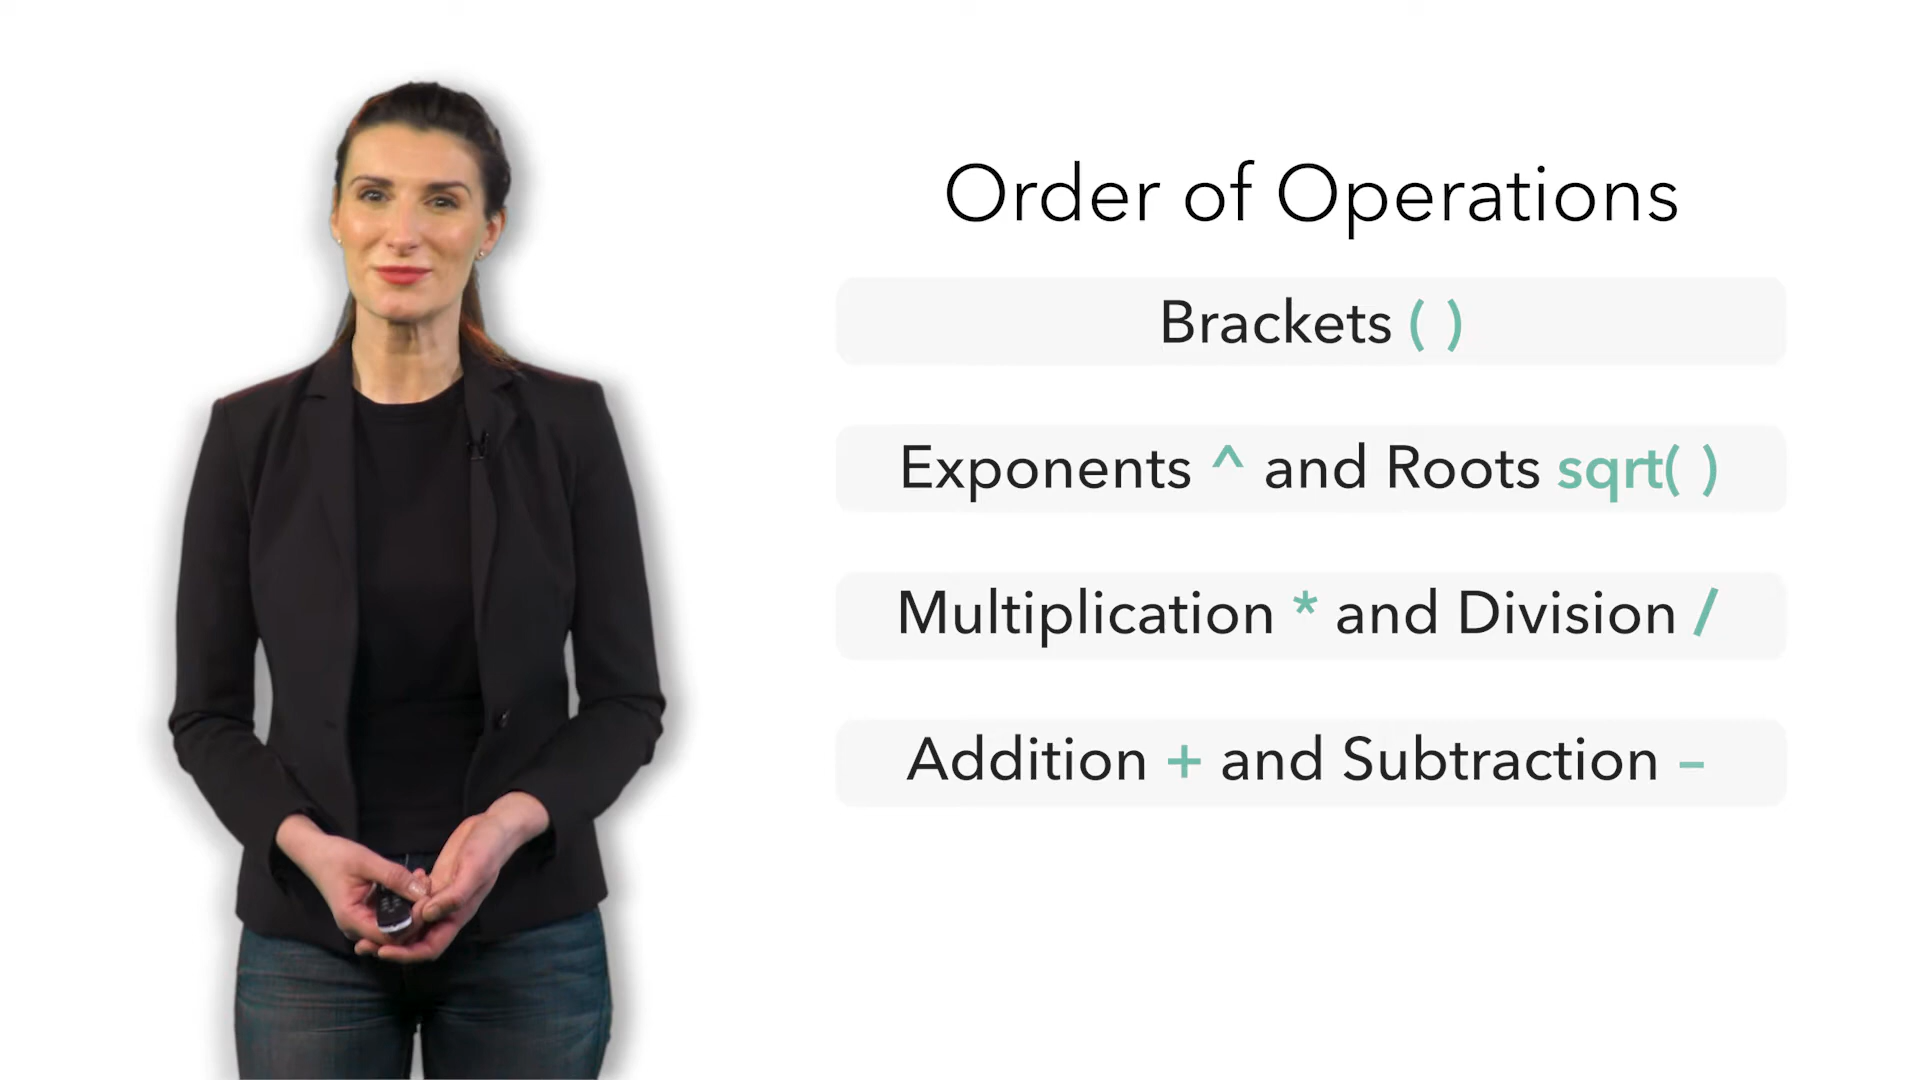 Order of Operations
Brackets ( )
Exponents ^ and Roots sqrt( )
Multiplication * and Division /
Addition + and Subtraction –